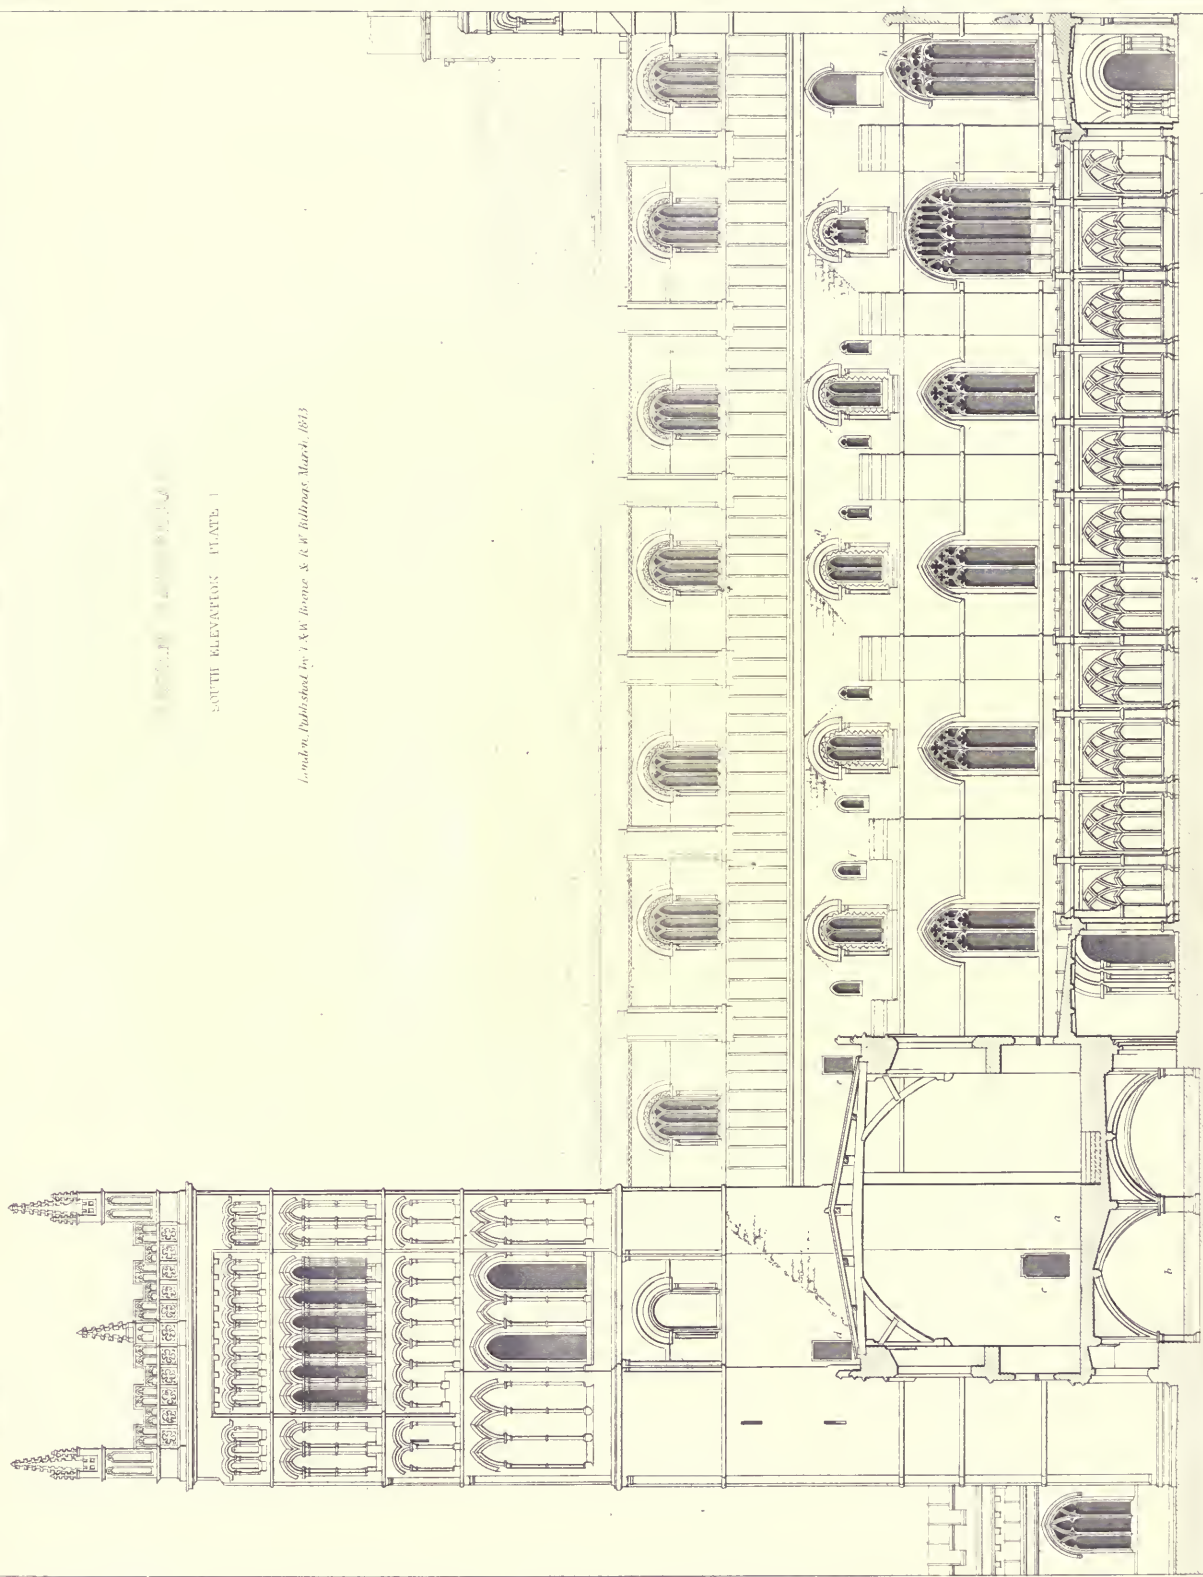 SOUTH ELEVATION PLATE 1
London, Published by T. & W. Boone & R. W. Billings, March, 1843
h
d
f
e
d
a
c
b